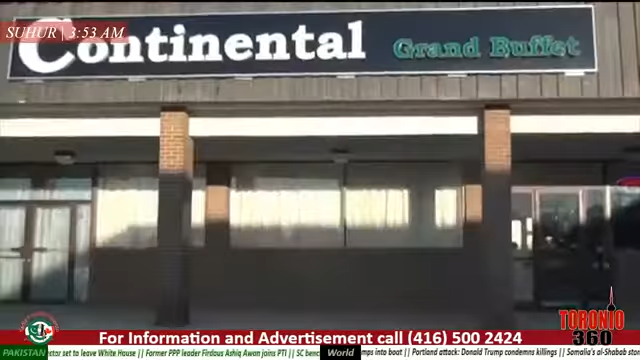 SUHUR | 3:53 AM
Continental Grand Buffet
For Information and Advertisement call (416) 500 2424
TORONTO
360
PAKISTAN ctor set to leave White House || Former PPP leader Firdous Ashiq Awan joins PTI || SC benc World mps into boat || Portland attack: Donald Trump condemns killings || Somalia's al-Shabab sto